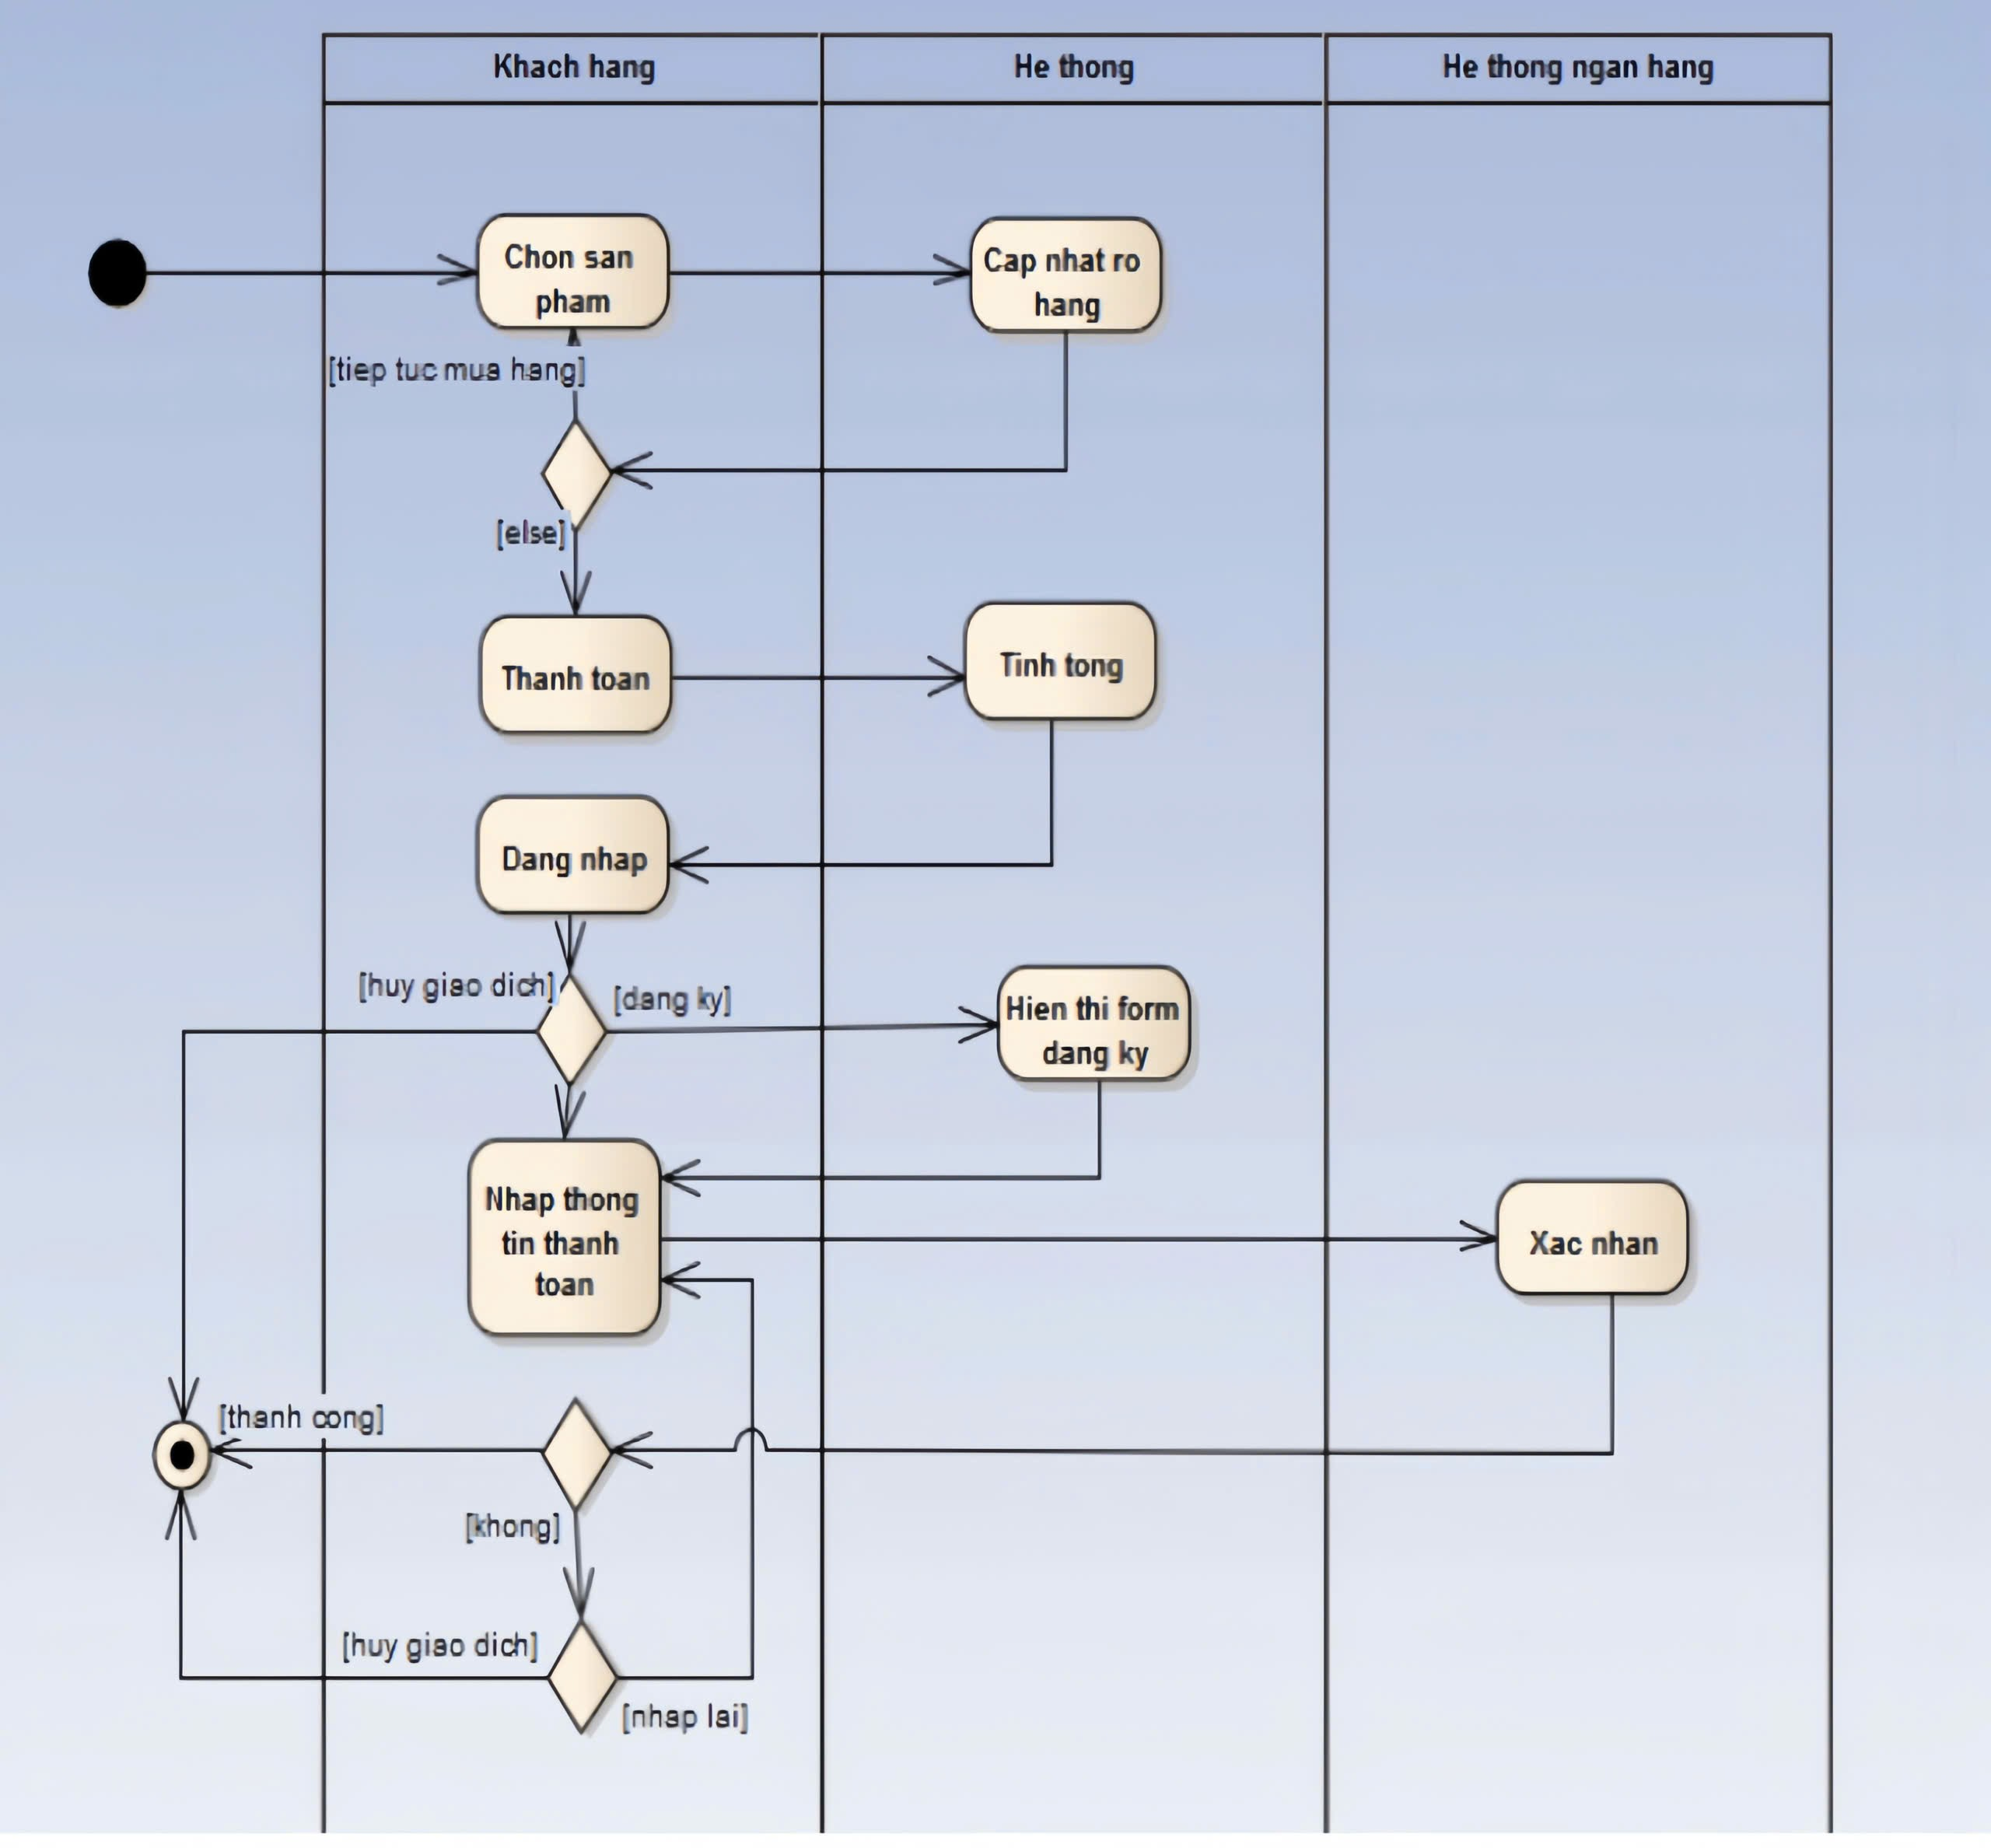 Khach hang
He thong
He thong ngan hang
Chon san
pham
Cap nhat ro
hang
[tiep tuc mua hang]
[else]
Thanh toan
Tinh tong
Dang nhap
[huy giao dich]
[dang ky]
Hien thi form
dang ky
Nhap thong
tin thanh
toan
Xac nhan
[thanh cong]
[khong]
[huy giao dich]
[nhap lai]